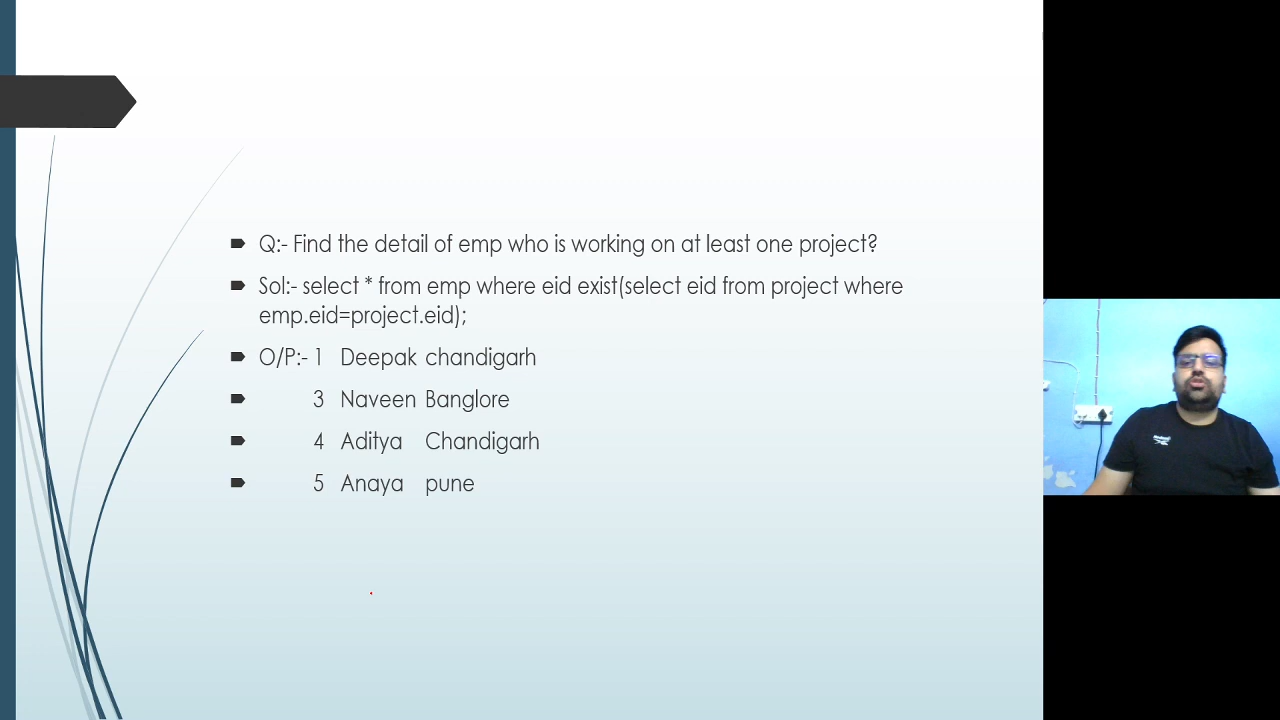 Q:- Find the detail of emp who is working on at least one project?
Sol:- select * from emp where eid exist(select eid from project where
emp.eid=project.eid);
O/P:- 1 Deepak chandigarh
3 Naveen Banglore
4 Aditya Chandigarh
5 Anaya pune